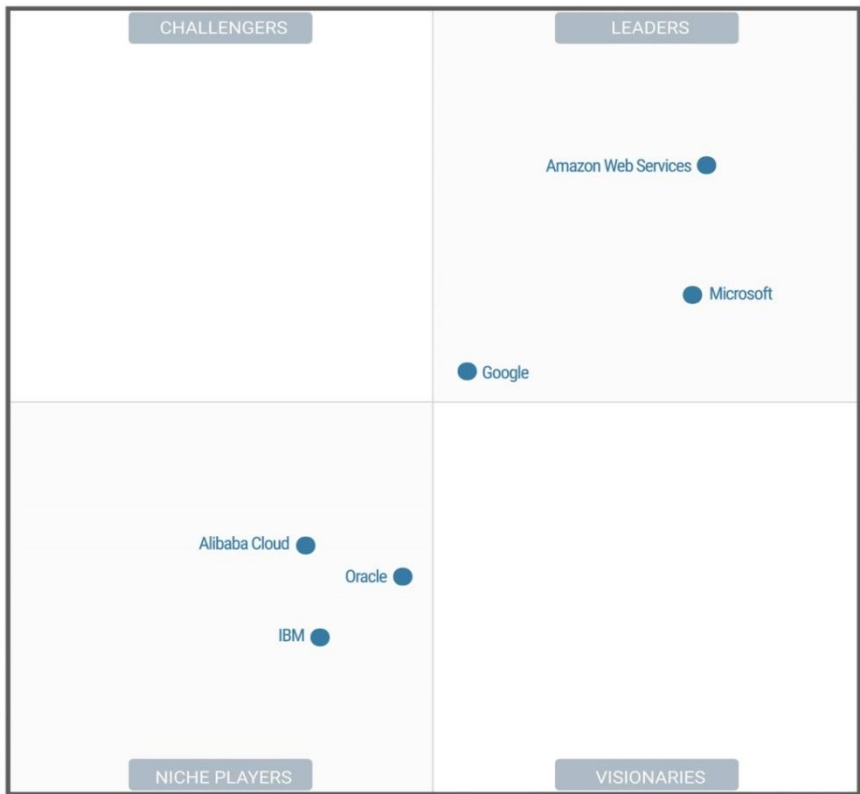 CHALLENGERS
LEADERS
Amazon Web Services
Microsoft
Google
Alibaba Cloud
Oracle
IBM
NICHE PLAYERS
VISIONARIES